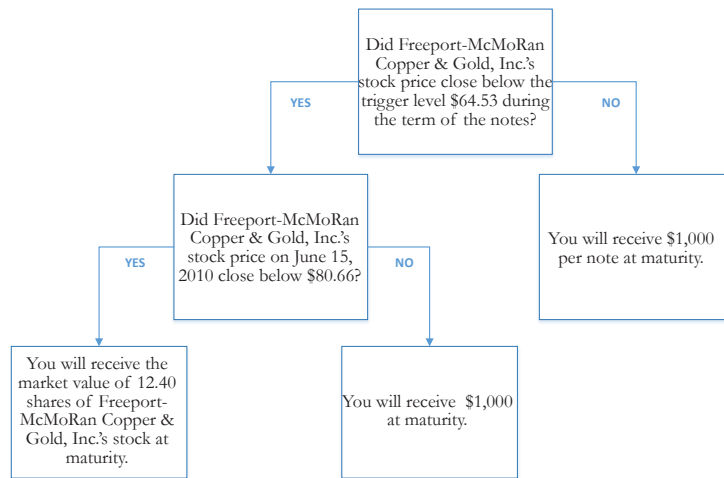 Did Freeport-McMoRan
Copper & Gold, Inc.'s
stock price close below the
trigger level $64.53 during
the term of the notes?
YES
NO
Did Freeport-McMoRan
Copper & Gold, Inc.'s
stock price on June 15,
2010 close below $80.66?
You will receive $1,000
per note at maturity.
YES
NO
You will receive the
market value of 12.40
shares of Freeport-
McMoRan Copper &
Gold, Inc.'s stock at
maturity.
You will receive $1,000
at maturity.